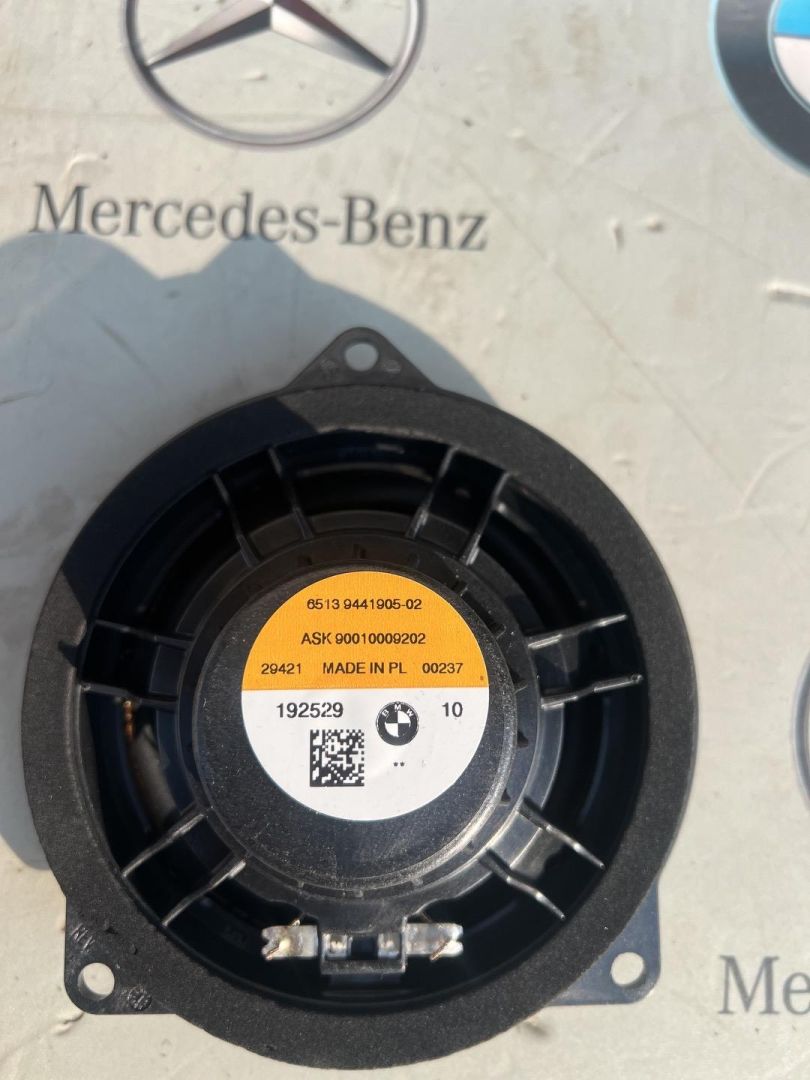 Mercedes-Benz
6513 9441905-02
ASK 90010009202
29421 MADE IN PL 00237
192529 BMW 10
**
Me